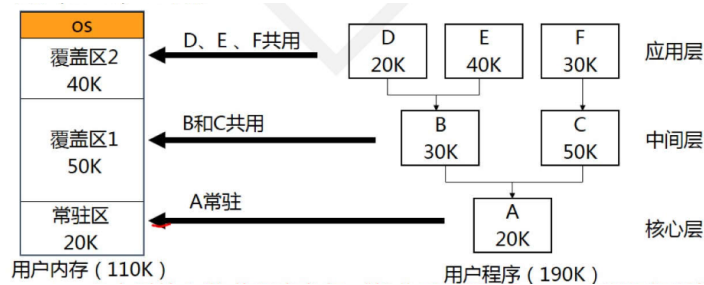 os
覆盖区2
40K
覆盖区1
50K
常驻区
20K
用户内存（110K）
D、E 、F共用
B和C共用
A常驻
D
20K
E
40K
F
30K
应用层
B
30K
C
50K
中间层
A
20K
核心层
用户程序（190K）